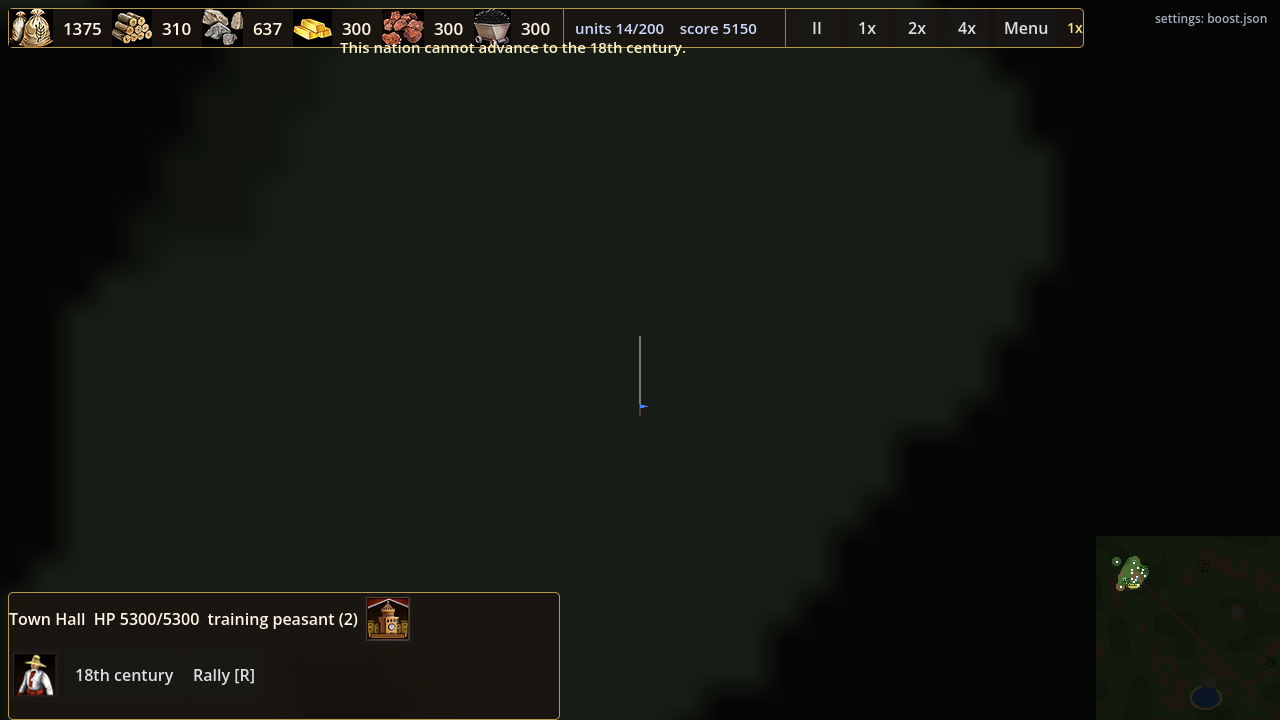 1375 310 637 300 300 300 units 14/200 score 5150 II 1x 2x 4x Menu 1x
settings: boost.json
This nation cannot advance to the 18th century.
Town Hall HP 5300/5300 training peasant (2)
18th century Rally [R]